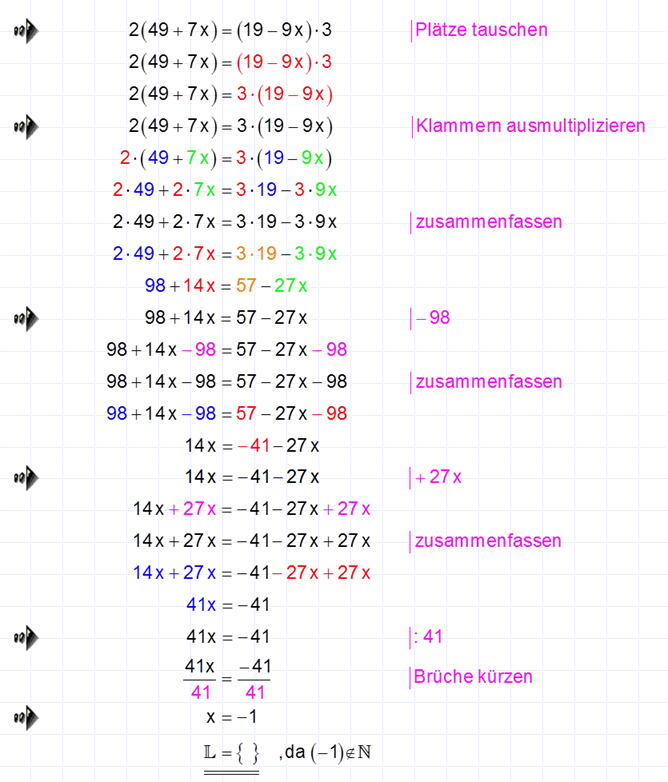 2(49 + 7x) = (19 − 9x)·3 |Plätze tauschen
2(49 + 7x) = (19 − 9x)·3
2(49 + 7x) = 3·(19 − 9x)
2(49 + 7x) = 3·(19 − 9x) |Klammern ausmultiplizieren
2·(49 + 7x) = 3·(19 − 9x)
2·49 + 2·7x = 3·19 − 3·9x
2·49 + 2·7x = 3·19 − 3·9x |zusammenfassen
2·49 + 2·7x = 3·19 − 3·9x
98 + 14x = 57 − 27x
98 + 14x = 57 − 27x |− 98
98 + 14x − 98 = 57 − 27x − 98
98 + 14x − 98 = 57 − 27x − 98 |zusammenfassen
98 + 14x − 98 = 57 − 27x − 98
14x = −41 − 27x
14x = −41 − 27x |+ 27x
14x + 27x = −41 − 27x + 27x
14x + 27x = −41 − 27x + 27x |zusammenfassen
14x + 27x = −41 − 27x + 27x
41x = −41
41x = −41 |: 41
41x/41 = −41/41 |Brüche kürzen
x = −1
𝕃 = { } , da (−1)∉ℕ